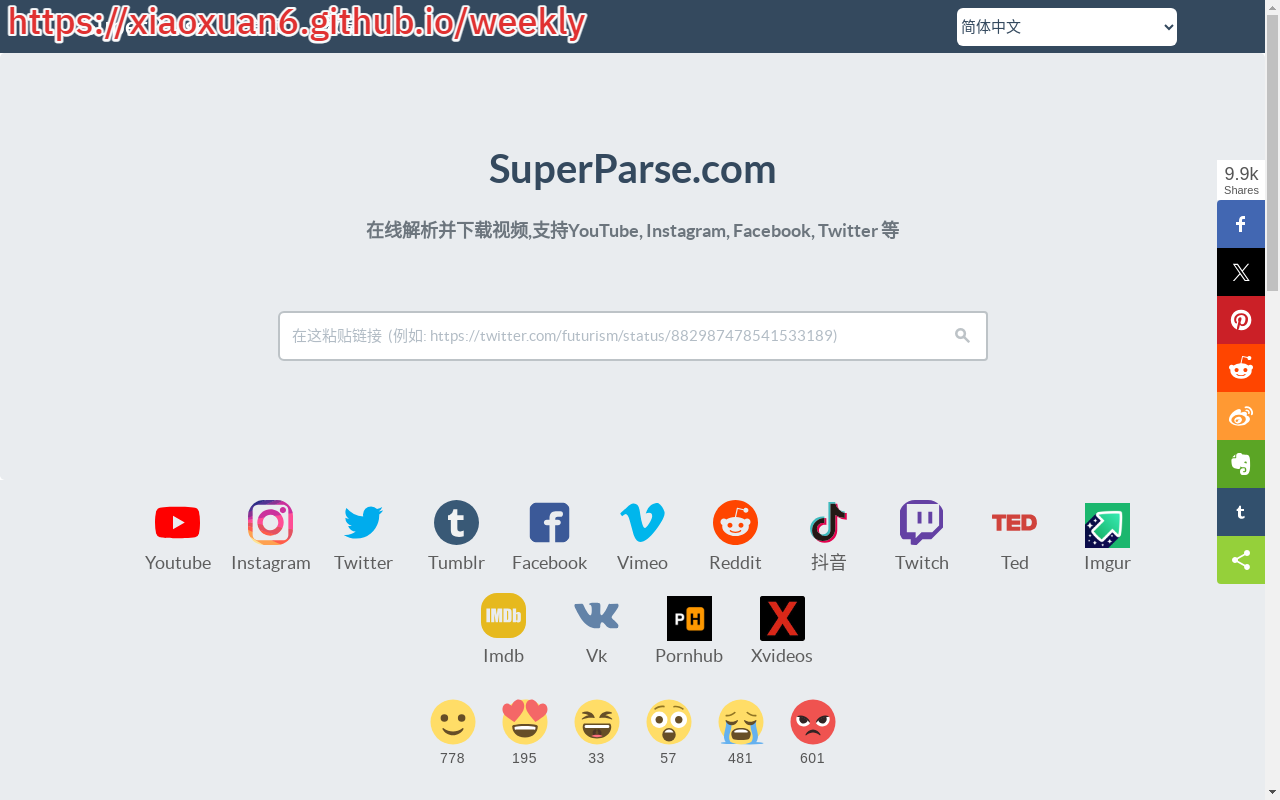 https://xiaoxuan6.github.io/weekly
简体中文
SuperParse.com
在线解析并下载视频,支持YouTube, Instagram, Facebook, Twitter 等
在这粘贴链接 (例如: https://twitter.com/futurism/status/882987478541533189)
9.9k
Shares
Youtube Instagram Twitter Tumblr Facebook Vimeo Reddit 抖音 Twitch Ted Imgur
TED
IMDb
PH
X
Imdb Vk Pornhub Xvideos
778 195 33 57 481 601